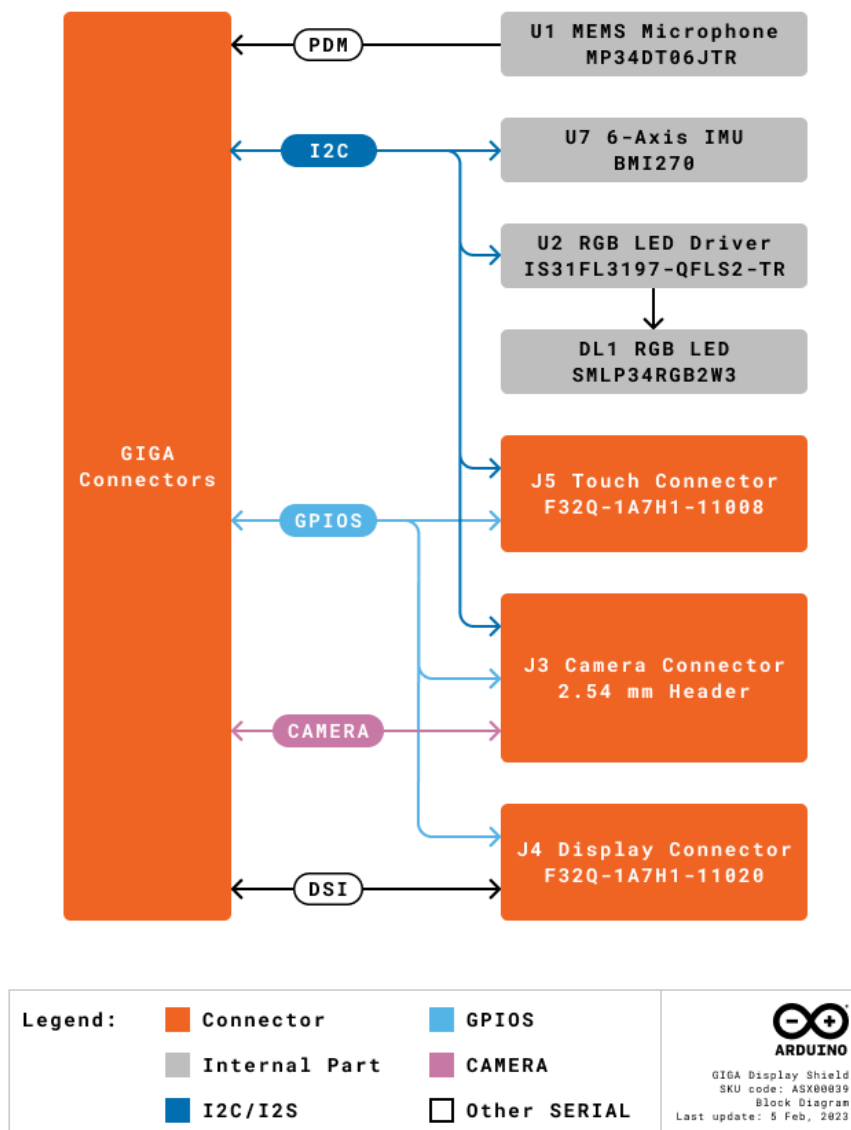 U1 MEMS Microphone
MP34DT06JTR
PDM
U7 6-Axis IMU
BMI270
I2C
U2 RGB LED Driver
IS31FL3197-QFLS2-TR
DL1 RGB LED
SMLP34RGB2W3
GIGA
Connectors
J5 Touch Connector
F32Q-1A7H1-11008
GPIOS
J3 Camera Connector
2.54 mm Header
CAMERA
J4 Display Connector
F32Q-1A7H1-11020
DSI
Legend:
Connector
GPIOS
Internal Part
CAMERA
I2C/I2S
Other SERIAL
ARDUINO
GIGA Display Shield
SKU code: ASX00039
Block Diagram
Last update: 5 Feb, 2023